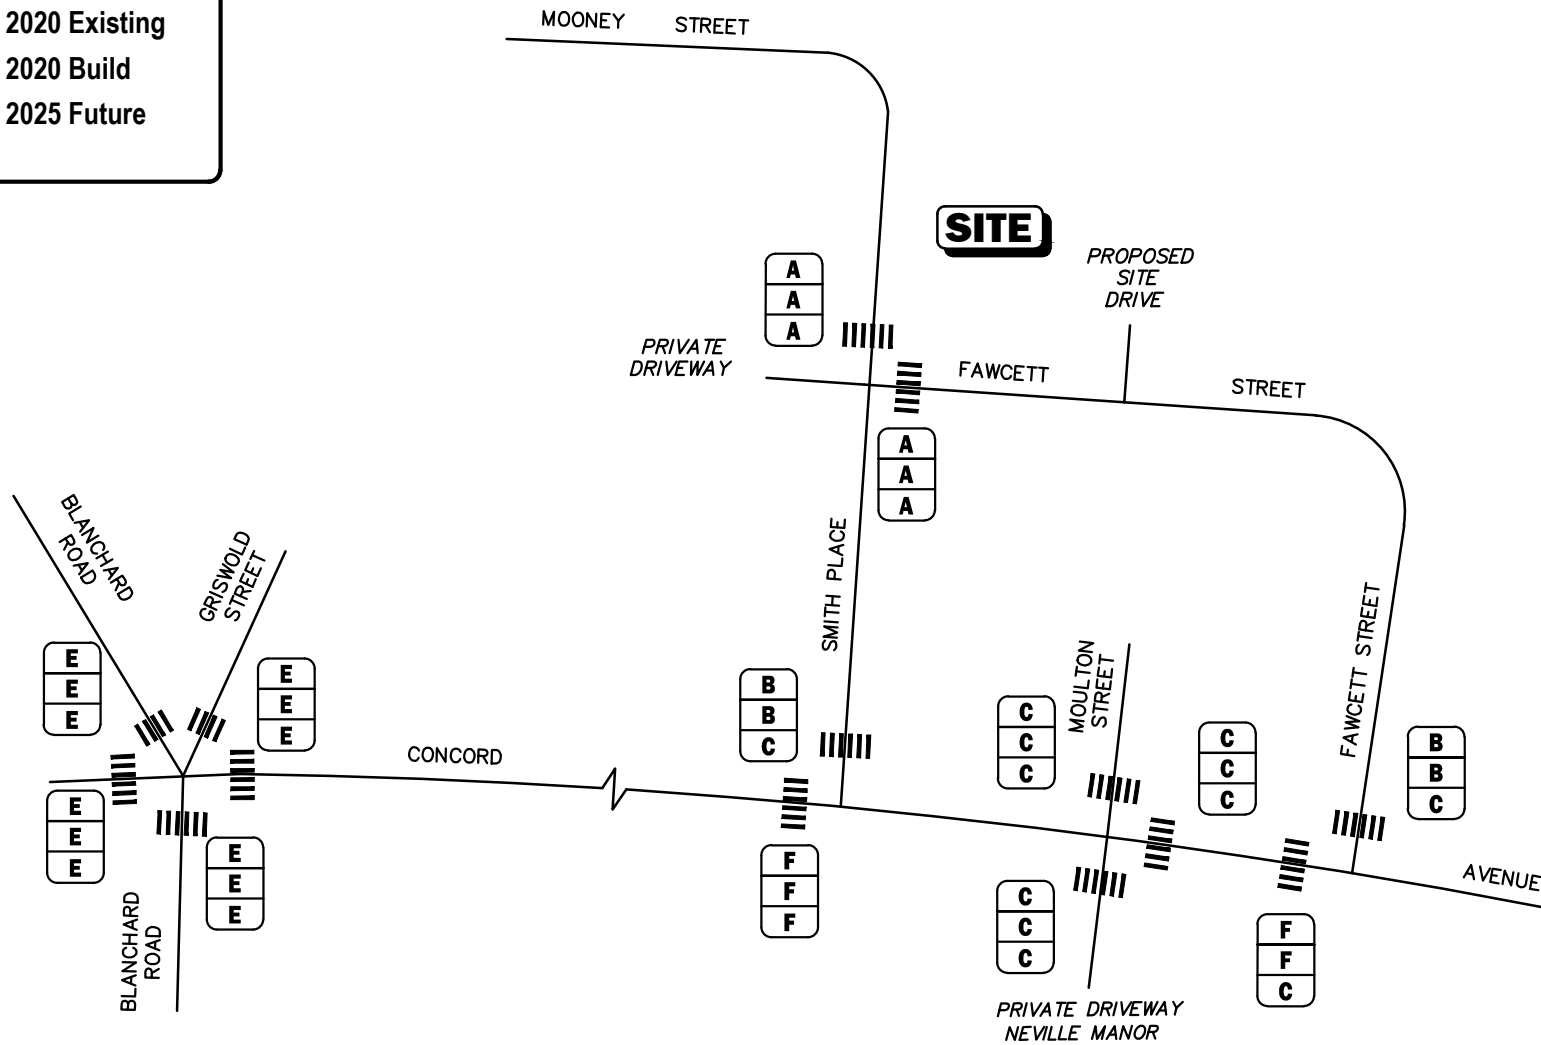 2020 Existing
2020 Build
2025 Future
MOONEY STREET
SITE
PROPOSED
SITE
DRIVE
A
A
A
PRIVATE
DRIVEWAY
FAWCETT STREET
A
A
A
BLANCHARD
ROAD
GRISWOLD
STREET
SMITH PLACE
MOULTON
STREET
FAWCETT STREET
E
E
E
E
E
E
B
B
C
C
C
C
C
C
C
B
B
C
CONCORD AVENUE
E
E
E
E
E
E
F
F
F
C
C
C
F
F
C
BLANCHARD
ROAD
PRIVATE DRIVEWAY
NEVILLE MANOR